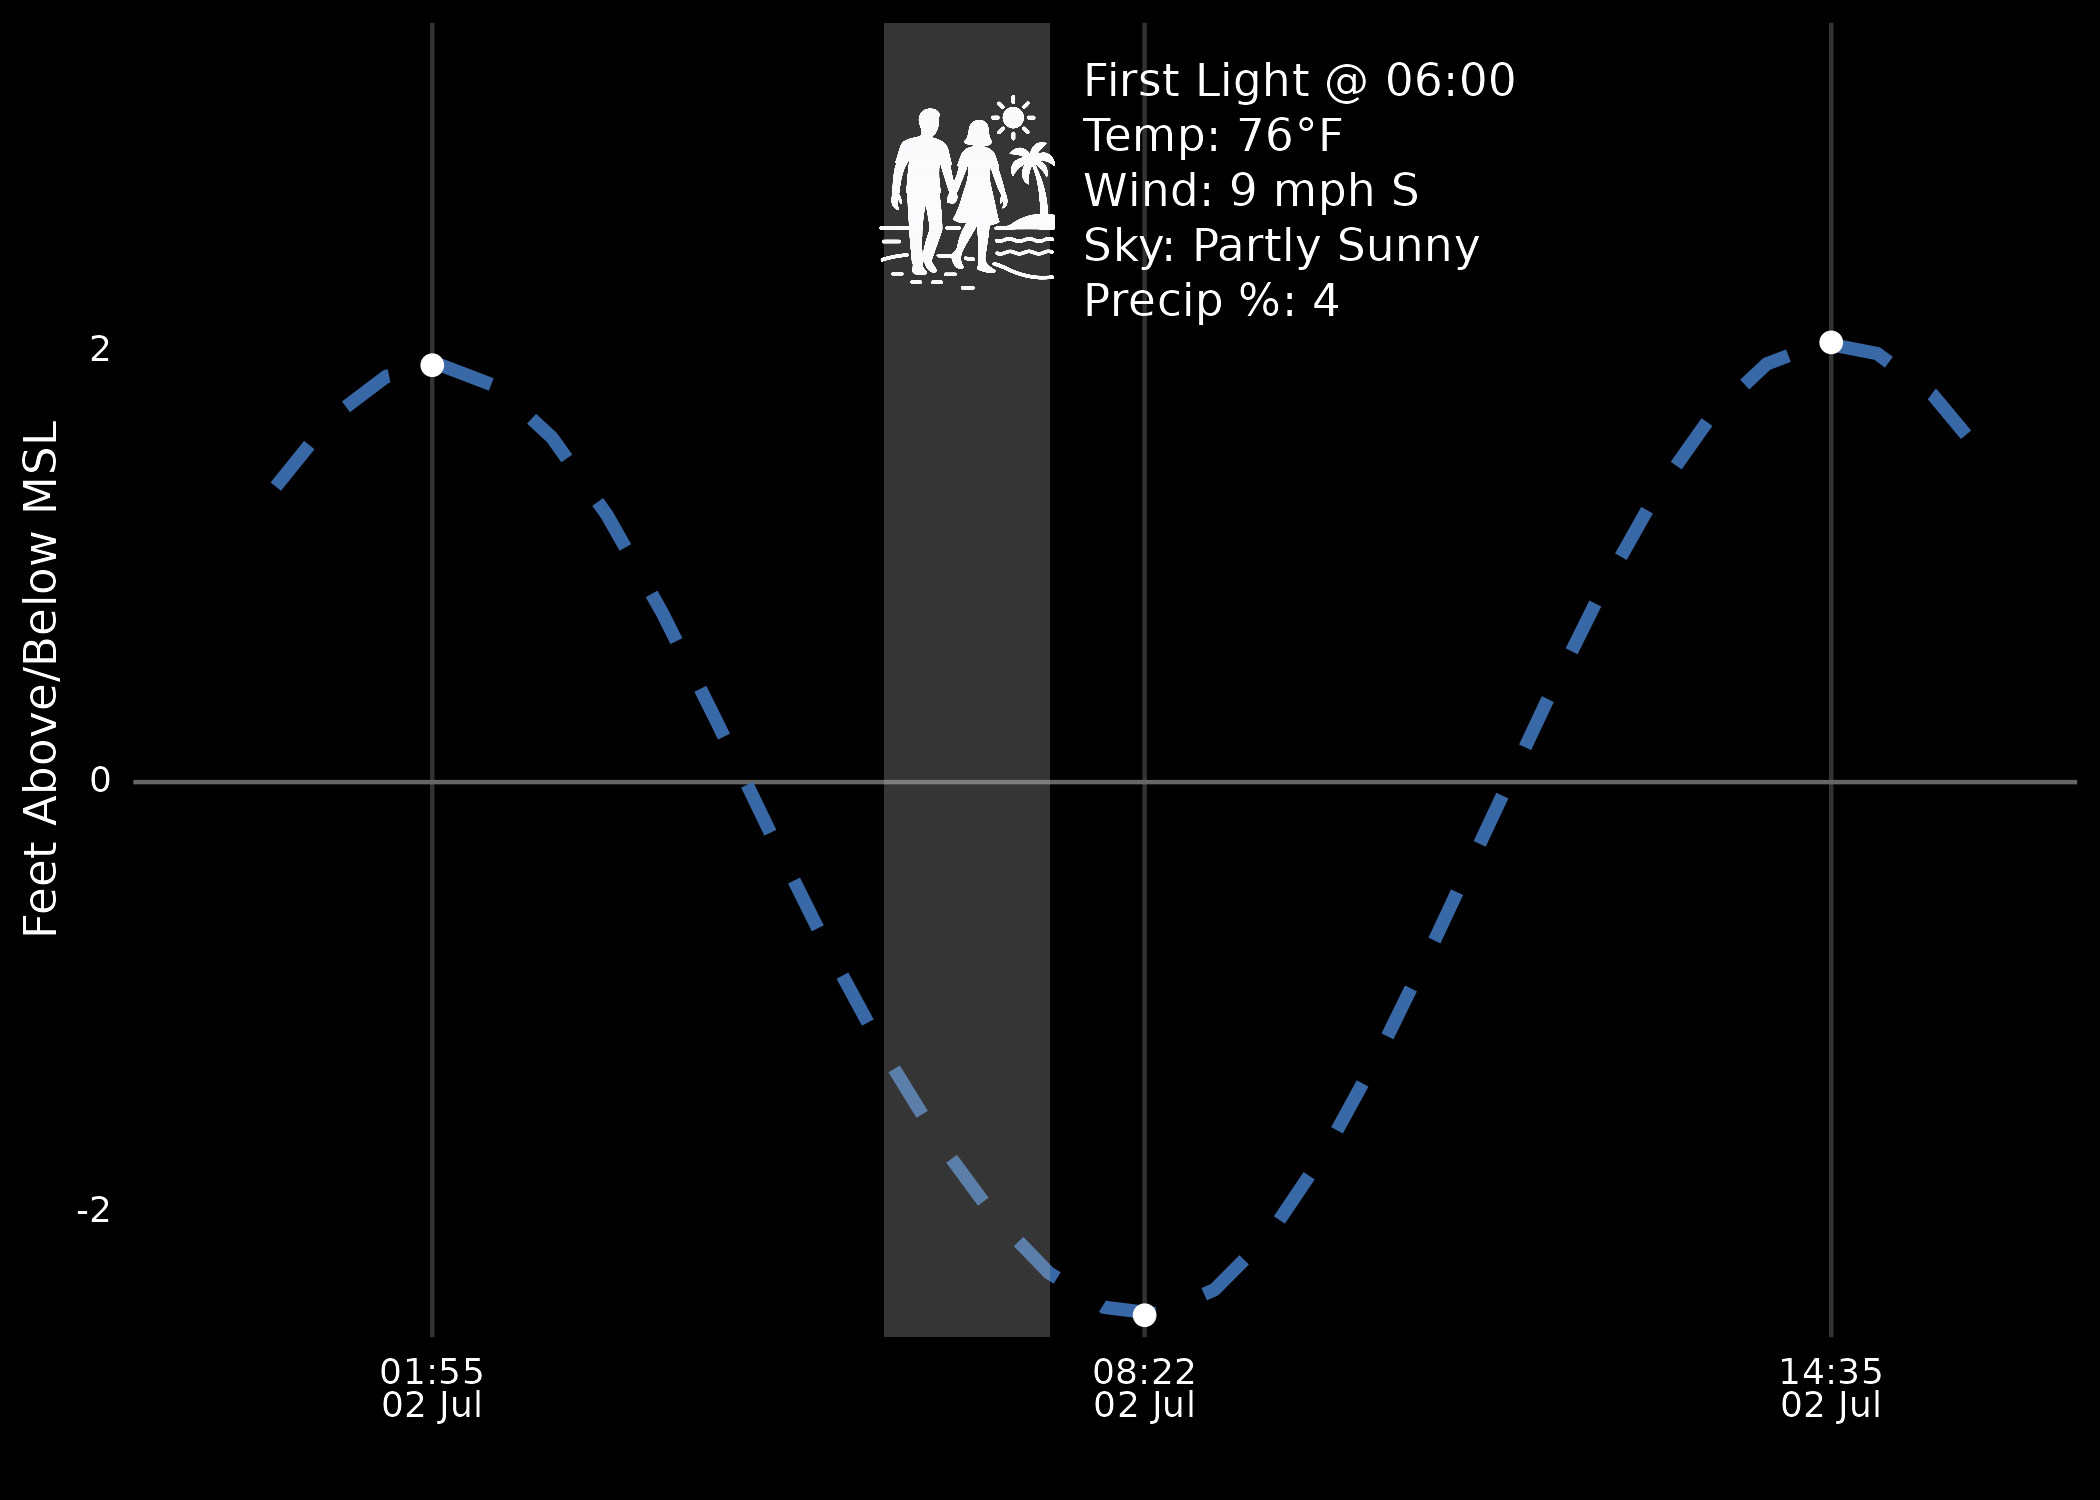 First Light @ 06:00
Temp: 76°F
Wind: 9 mph S
Sky: Partly Sunny
Precip %: 4
Feet Above/Below MSL
2
0
-2
01:55
02 Jul
08:22
02 Jul
14:35
02 Jul